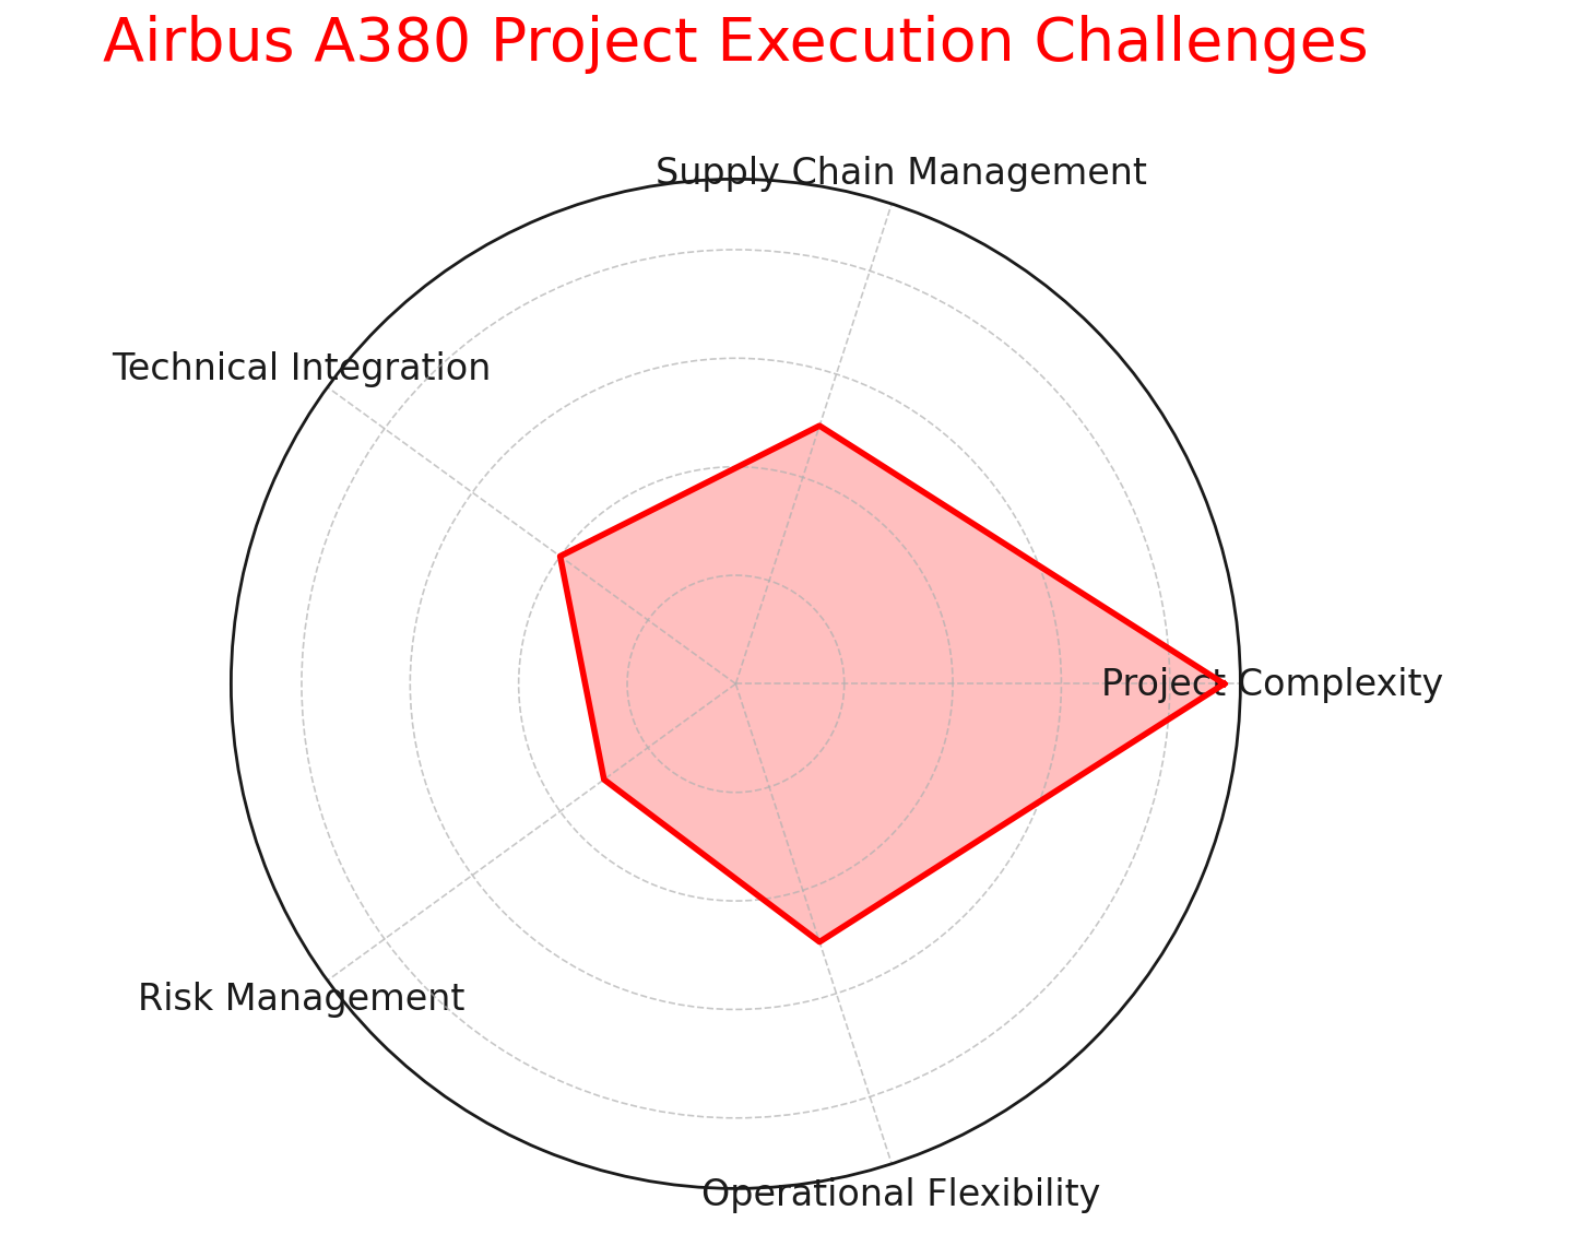 Airbus A380 Project Execution Challenges
Supply Chain Management
Technical Integration
Project Complexity
Risk Management
Operational Flexibility